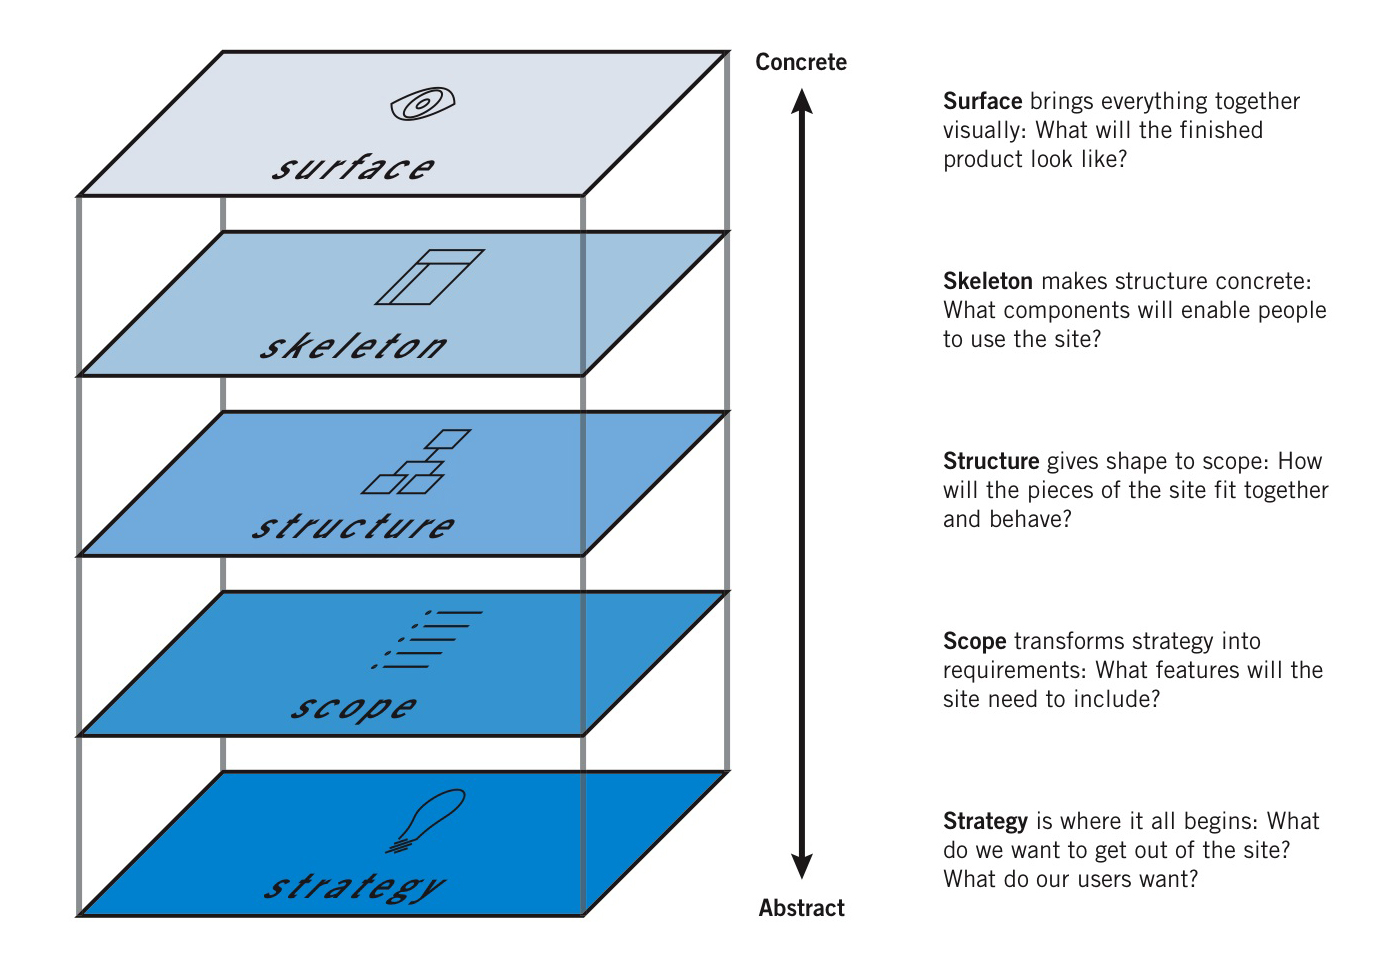 Concrete
surface
Surface brings everything together
visually: What will the finished
product look like?
skeleton
Skeleton makes structure concrete:
What components will enable people
to use the site?
structure
Structure gives shape to scope: How
will the pieces of the site fit together
and behave?
scope
Scope transforms strategy into
requirements: What features will the
site need to include?
strategy
Strategy is where it all begins: What
do we want to get out of the site?
What do our users want?
Abstract